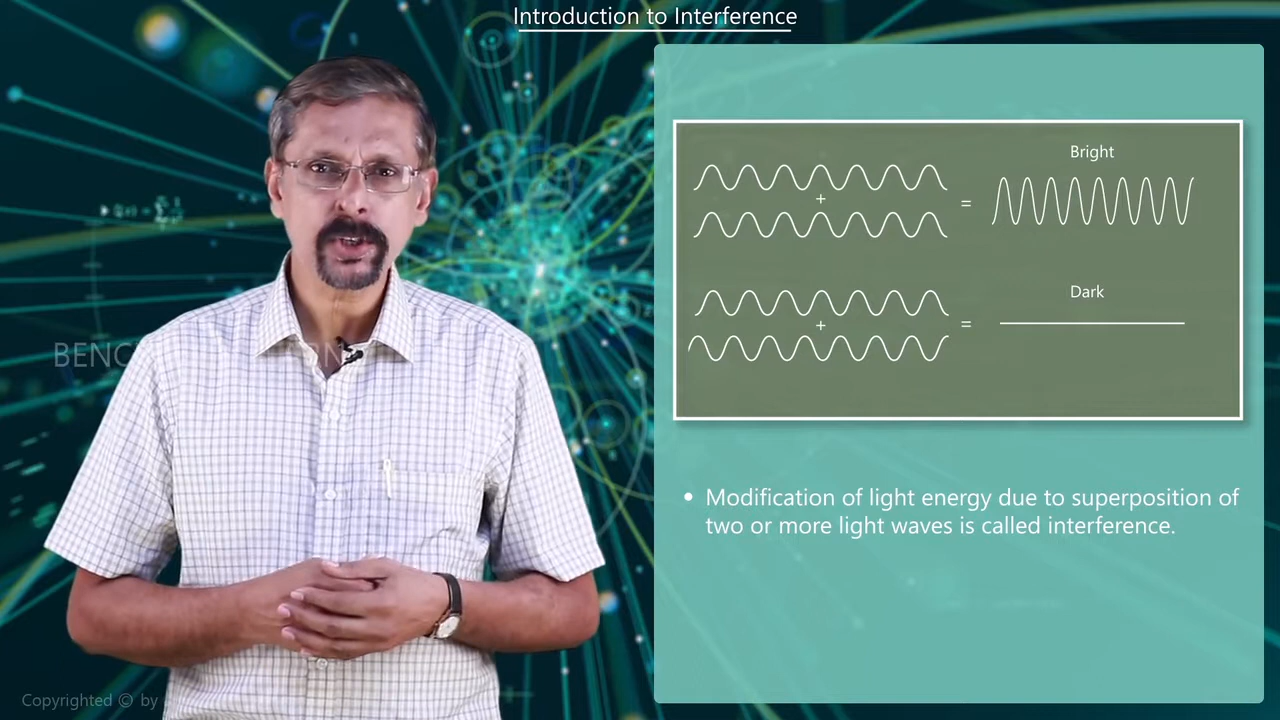 Introduction to Interference
Bright
+
=
Dark
+
=
• Modification of light energy due to superposition of
two or more light waves is called interference.
Copyrighted © by